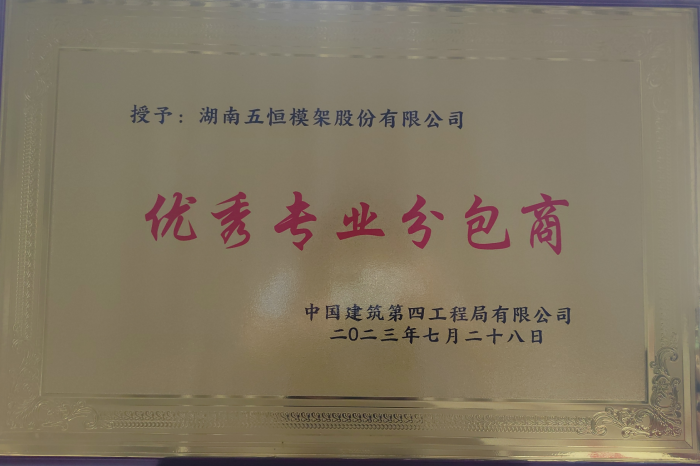 授予：湖南五恒模架股份有限公司
优秀专业分包商
中国建筑第四工程局有限公司
二〇二三年七月二十八日